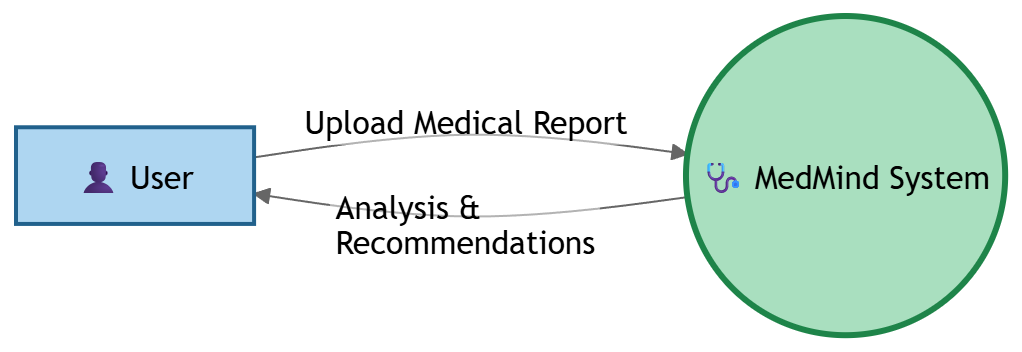 Upload Medical Report
User
MedMind System
Analysis &
Recommendations